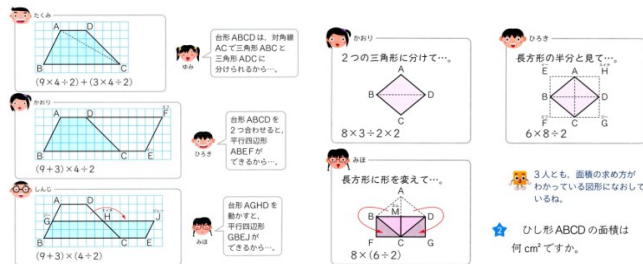 たくみ
A D
B C
(9×4÷2)+(3×4÷2)
台形ABCDは、対角線
ACで三角形ABCと
三角形ADCに
分けられるから…。
ゆみ
かおり
A D F
B C E
(9+3)×4÷2
台形ABCDを
2つ合わせると、
平行四辺形
ABEFが
できるから…。
ひろき
しんじ
A D
G H J
B C E
(9+3)×(4÷2)
台形AGHDを
動かすと、
平行四辺形
GBEJが
できるから…。
みほ
かおり
2つの三角形に分けて…。
A
B D
C
8×3÷2×2
みほ
長方形に形を変えて…。
A
B M D
F C G
8×(6÷2)
ひろき
長方形の半分と見て…。
E A H
B D
F C G
6×8÷2
3人とも、面積の求め方が
わかっている図形になおして
いるね。
2 ひし形ABCDの面積は
何cm²ですか。